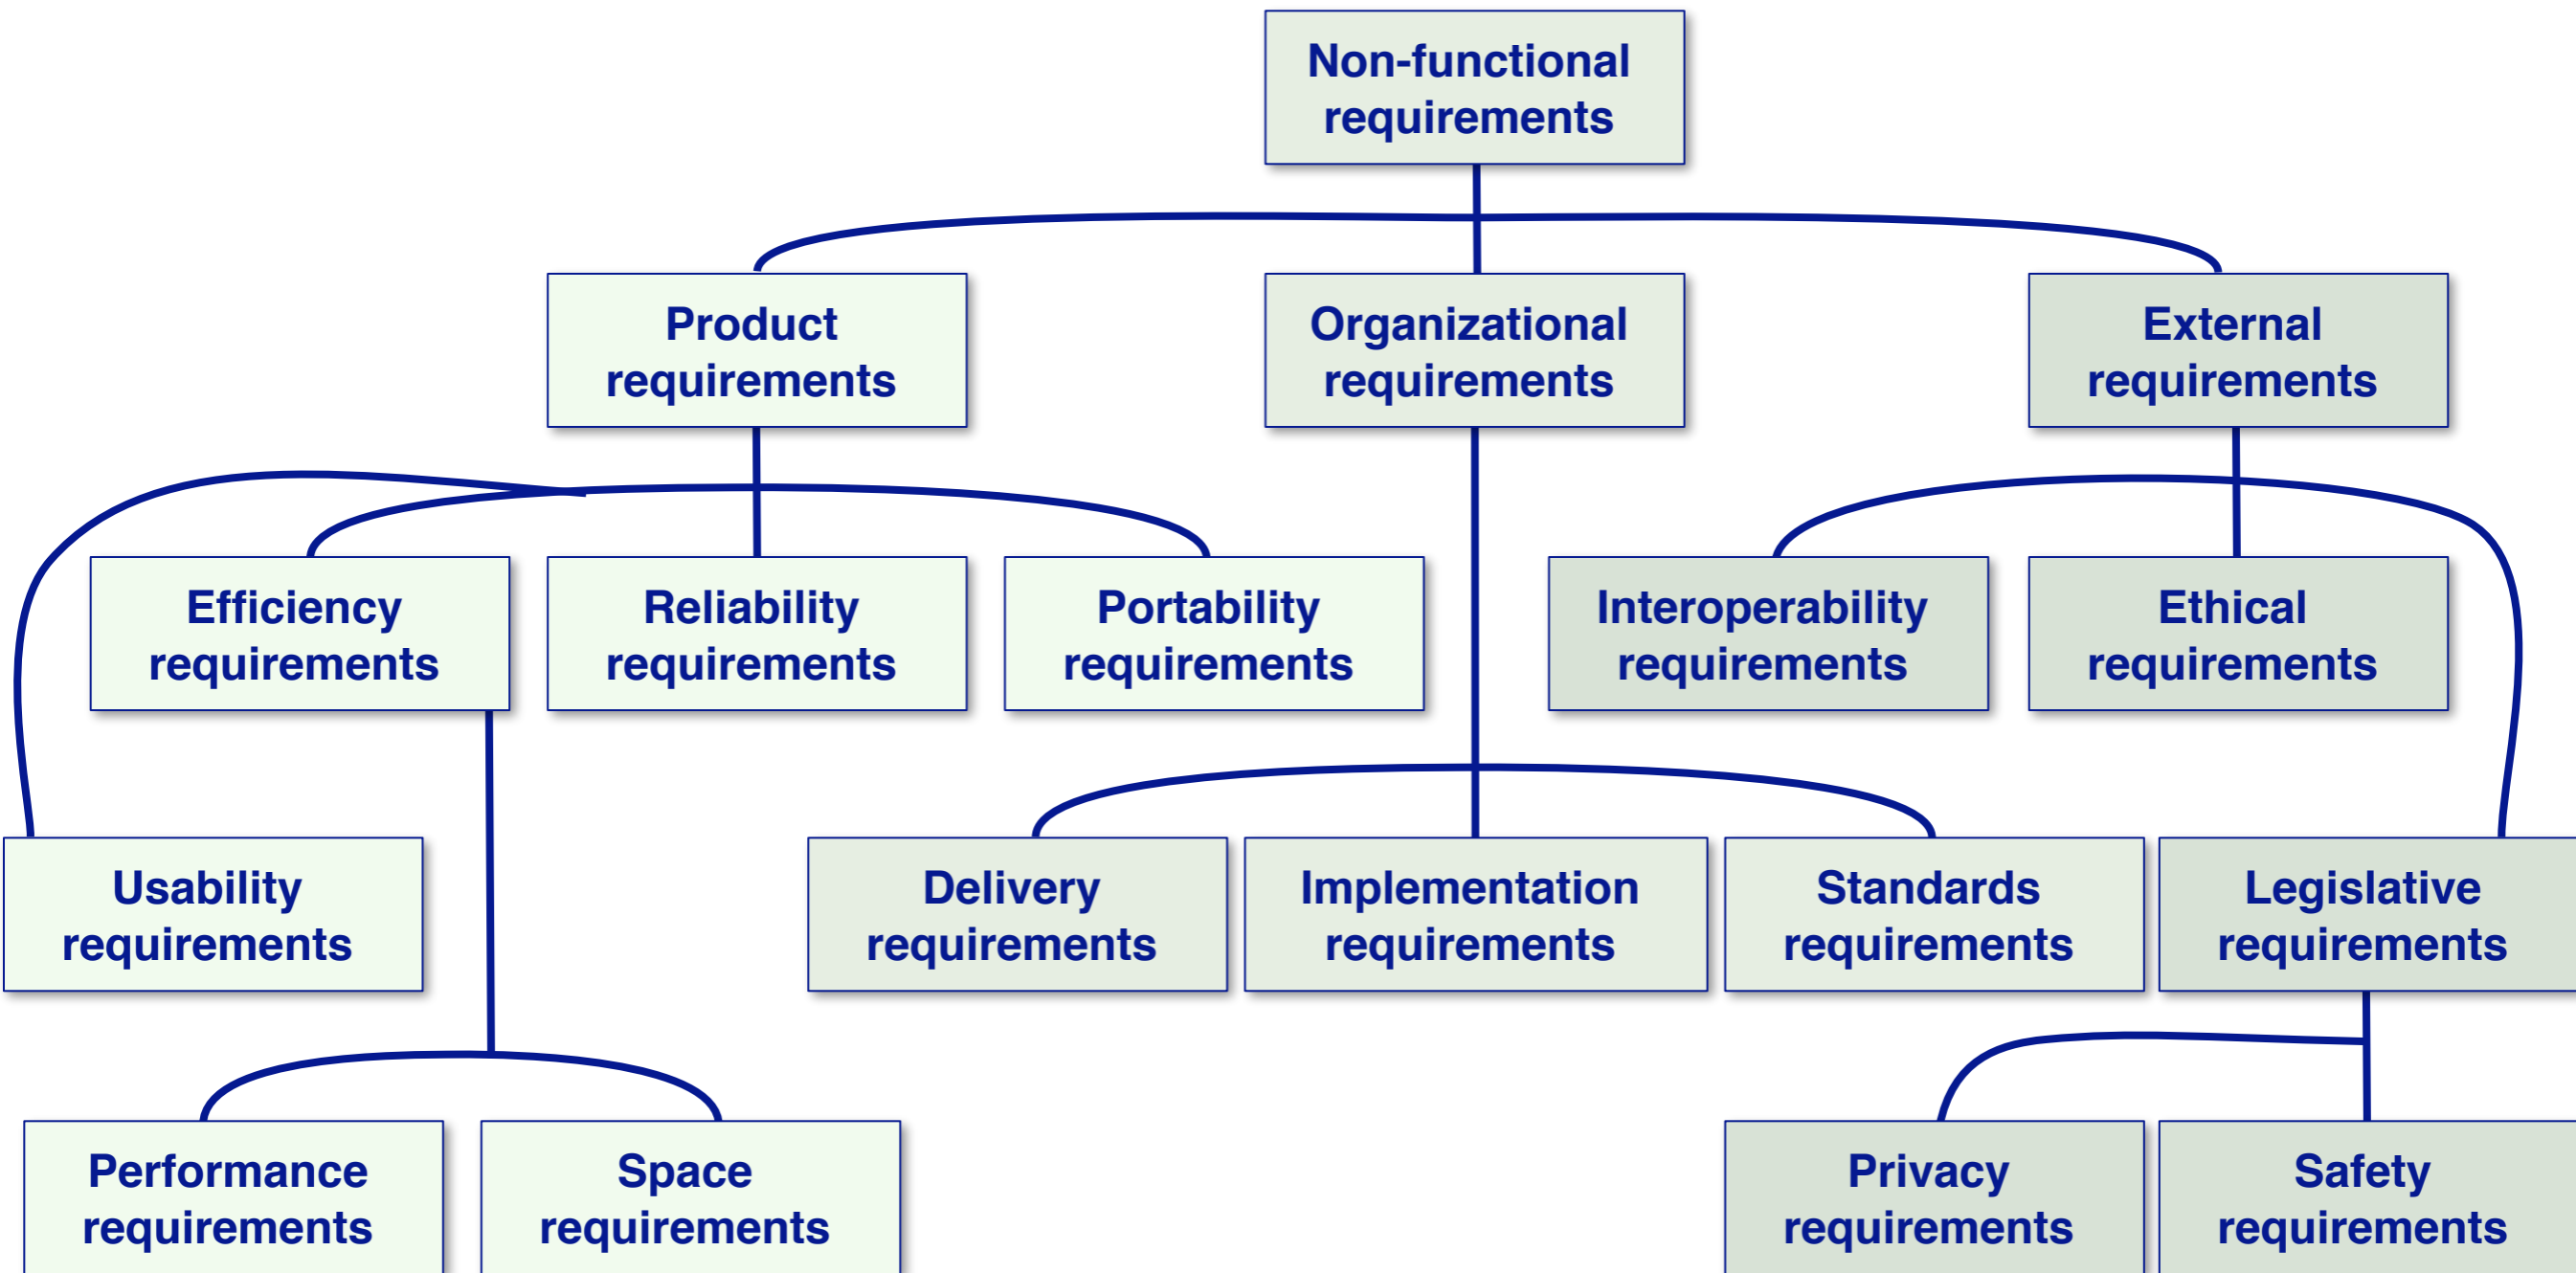 Non-functional
requirements
Product
requirements
Organizational
requirements
External
requirements
Efficiency
requirements
Reliability
requirements
Portability
requirements
Interoperability
requirements
Ethical
requirements
Usability
requirements
Delivery
requirements
Implementation
requirements
Standards
requirements
Legislative
requirements
Performance
requirements
Space
requirements
Privacy
requirements
Safety
requirements